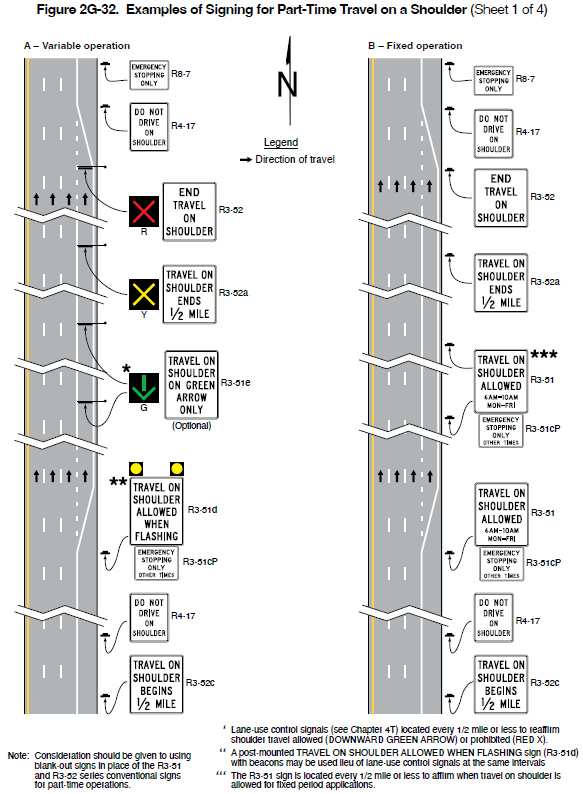 Figure 2G-32. Examples of Signing for Part-Time Travel on a Shoulder (Sheet 1 of 4)
A – Variable operation
EMERGENCY
STOPPING
ONLY
R8-7
DO NOT
DRIVE
ON
SHOULDER
R4-17
END
TRAVEL
ON
SHOULDER
R3-52
R
TRAVEL ON
SHOULDER
ENDS
1/2 MILE
R3-52a
Y
*
TRAVEL ON
SHOULDER
ON GREEN
ARROW
ONLY
R3-51e
G
(Optional)
**
TRAVEL ON
SHOULDER
ALLOWED
WHEN
FLASHING
R3-51d
EMERGENCY
STOPPING
ONLY
OTHER TIMES
R3-51cP
DO NOT
DRIVE
ON
SHOULDER
R4-17
TRAVEL ON
SHOULDER
BEGINS
1/2 MILE
R3-52c
N
Legend
Direction of travel
B – Fixed operation
EMERGENCY
STOPPING
ONLY
R8-7
DO NOT
DRIVE
ON
SHOULDER
R4-17
END
TRAVEL
ON
SHOULDER
R3-52
TRAVEL ON
SHOULDER
ENDS
1/2 MILE
R3-52a
***
TRAVEL ON
SHOULDER
ALLOWED
6AM–10AM
MON–FRI
R3-51
EMERGENCY
STOPPING
ONLY
OTHER TIMES
R3-51cP
TRAVEL ON
SHOULDER
ALLOWED
6AM–10AM
MON–FRI
R3-51
EMERGENCY
STOPPING
ONLY
OTHER TIMES
R3-51cP
DO NOT
DRIVE
ON
SHOULDER
R4-17
TRAVEL ON
SHOULDER
BEGINS
1/2 MILE
R3-52c
Note: Consideration should be given to using
blank-out signs in place of the R3-51
and R3-52 series conventional signs
for part-time operations.
* Lane-use control signals (see Chapter 4T) located every 1/2 mile or less to reaffirm
shoulder travel allowed (DOWNWARD GREEN ARROW) or prohibited (RED X).
** A post-mounted TRAVEL ON SHOULDER ALLOWED WHEN FLASHING sign (R3-51d)
with beacons may be used lieu of lane-use control signals at the same intervals
*** The R3-51 sign is located every 1/2 mile or less to affirm when travel on shoulder is
allowed for fixed period applications.